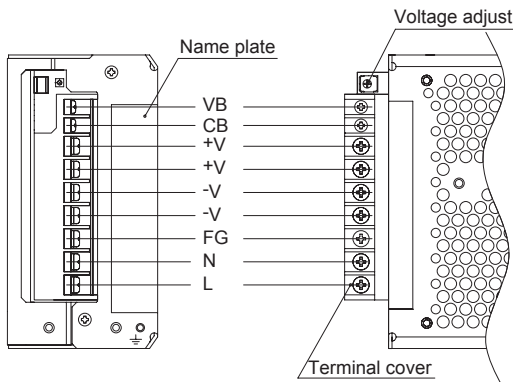 Voltage adjust
Name plate
VB
CB
+V
+V
-V
-V
FG
N
L
Terminal cover